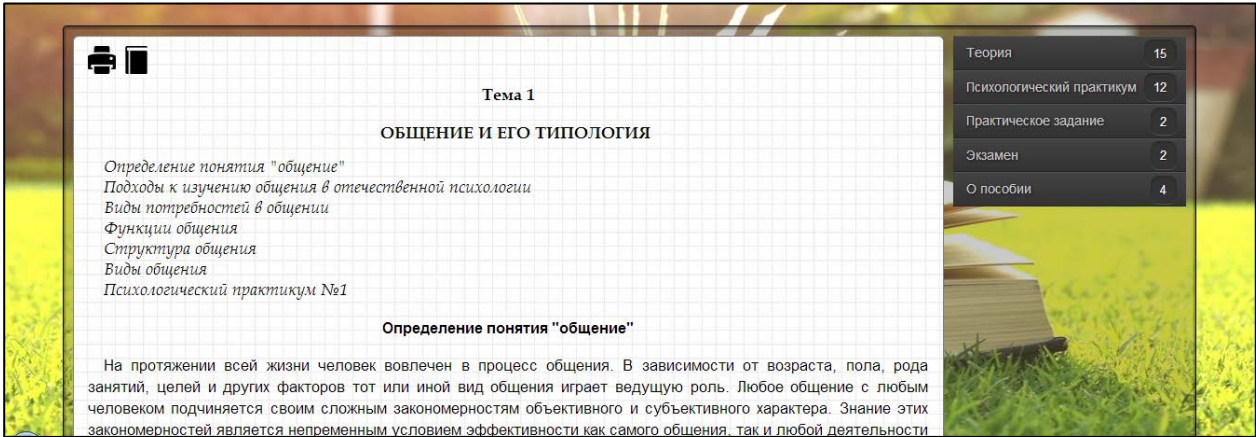 Тема 1
ОБЩЕНИЕ И ЕГО ТИПОЛОГИЯ
Определение понятия "общение"
Подходы к изучению общения в отечественной психологии
Виды потребностей в общении
Функции общения
Структура общения
Виды общения
Психологический практикум №1
Определение понятия "общение"
На протяжении всей жизни человек вовлечен в процесс общения. В зависимости от возраста, пола, рода
занятий, целей и других факторов тот или иной вид общения играет ведущую роль. Любое общение с любым
человеком подчиняется своим сложным закономерностям объективного и субъективного характера. Знание этих
закономерностей является непременным условием эффективности как самого общения, так и любой деятельности
Теория 15
Психологический практикум 12
Практическое задание 2
Экзамен 2
О пособии 4